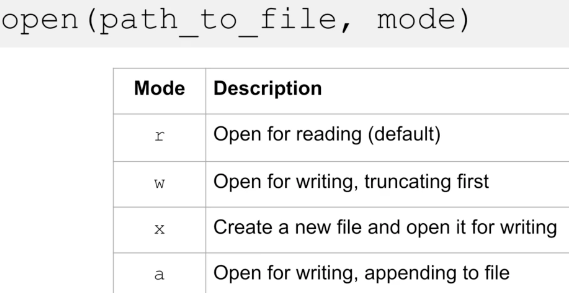 open(path_to_file, mode)
Mode Description
r Open for reading (default)
w Open for writing, truncating first
x Create a new file and open it for writing
a Open for writing, appending to file